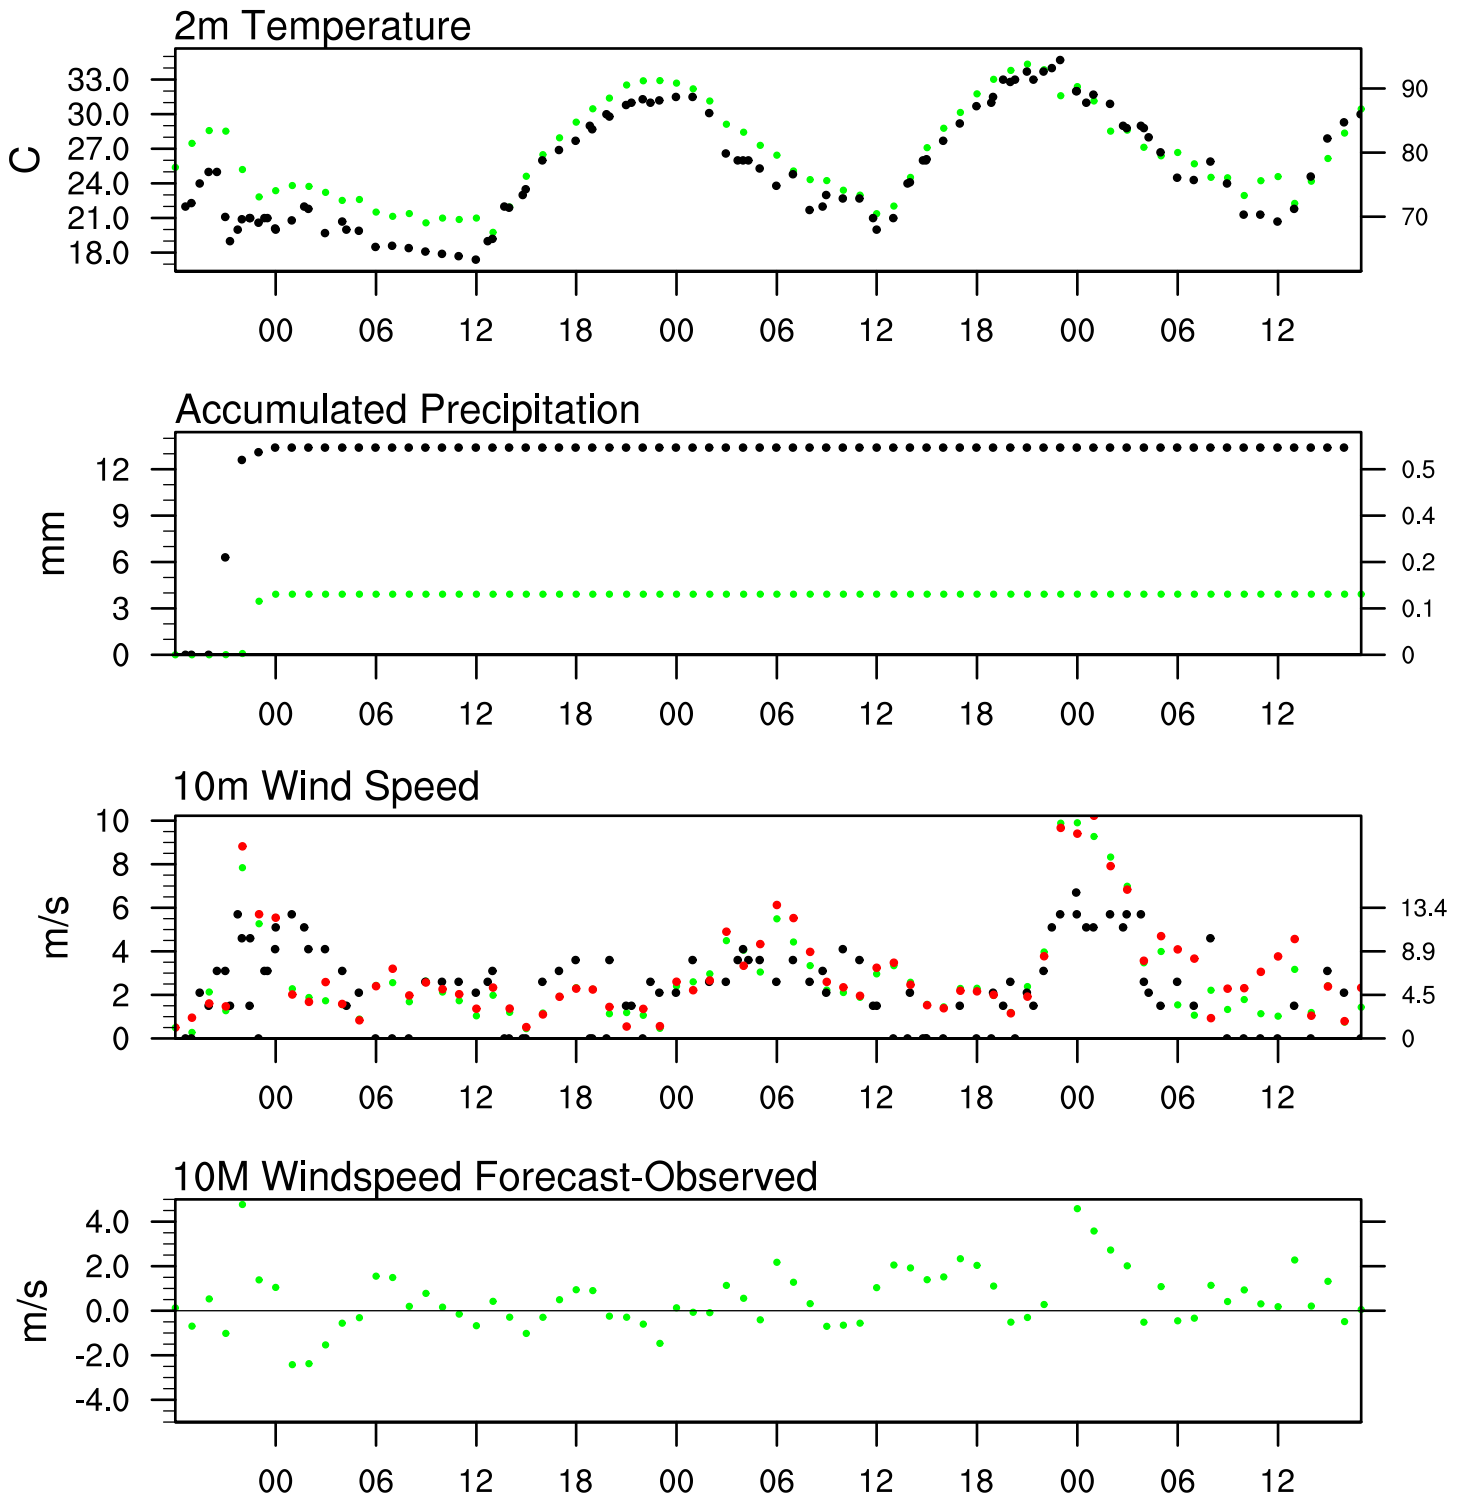 2m Temperature
33.0
30.0
27.0
24.0
21.0
18.0
C
90
80
70
00 06 12 18 00 06 12 18 00 06 12
Accumulated Precipitation
12
9
6
3
0
mm
0.5
0.4
0.2
0.1
0
00 06 12 18 00 06 12 18 00 06 12
10m Wind Speed
10
8
6
4
2
0
m/s
13.4
8.9
4.5
0
00 06 12 18 00 06 12 18 00 06 12
10M Windspeed Forecast-Observed
4.0
2.0
0.0
-2.0
-4.0
m/s
00 06 12 18 00 06 12 18 00 06 12